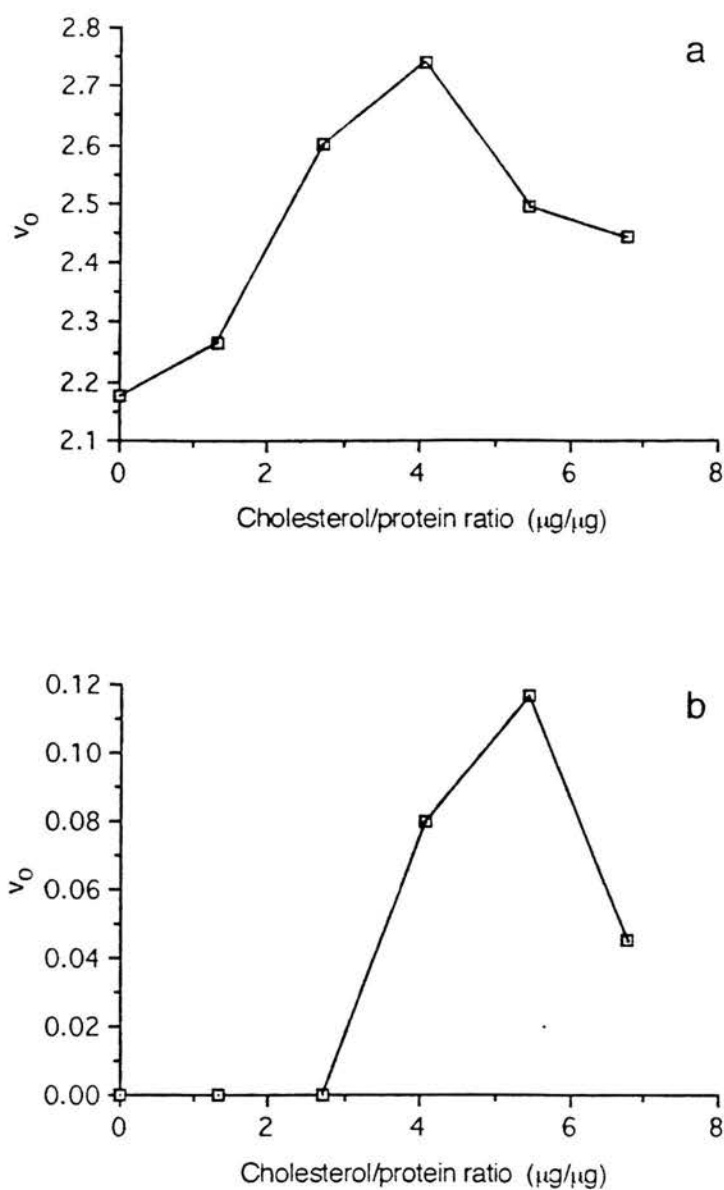 a
2.8
2.7
2.6
2.5
2.4
2.3
2.2
2.1
v0
0 2 4 6 8
Cholesterol/protein ratio (μg/μg)
b
0.12
0.10
0.08
0.06
0.04
0.02
0.00
v0
0 2 4 6 8
Cholesterol/protein ratio (μg/μg)